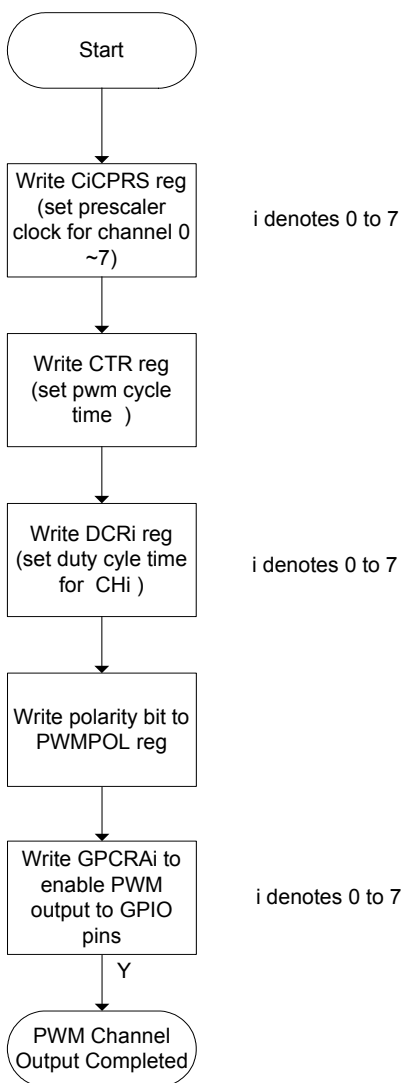 Start
Write CiCPRS reg
(set prescaler
clock for channel 0
~7)
i denotes 0 to 7
Write CTR reg
(set pwm cycle
time )
Write DCRi reg
(set duty cyle time
for CHi )
i denotes 0 to 7
Write polarity bit to
PWMPOL reg
Write GPCRAi to
enable PWM
output to GPIO
pins
i denotes 0 to 7
Y
PWM Channel
Output Completed